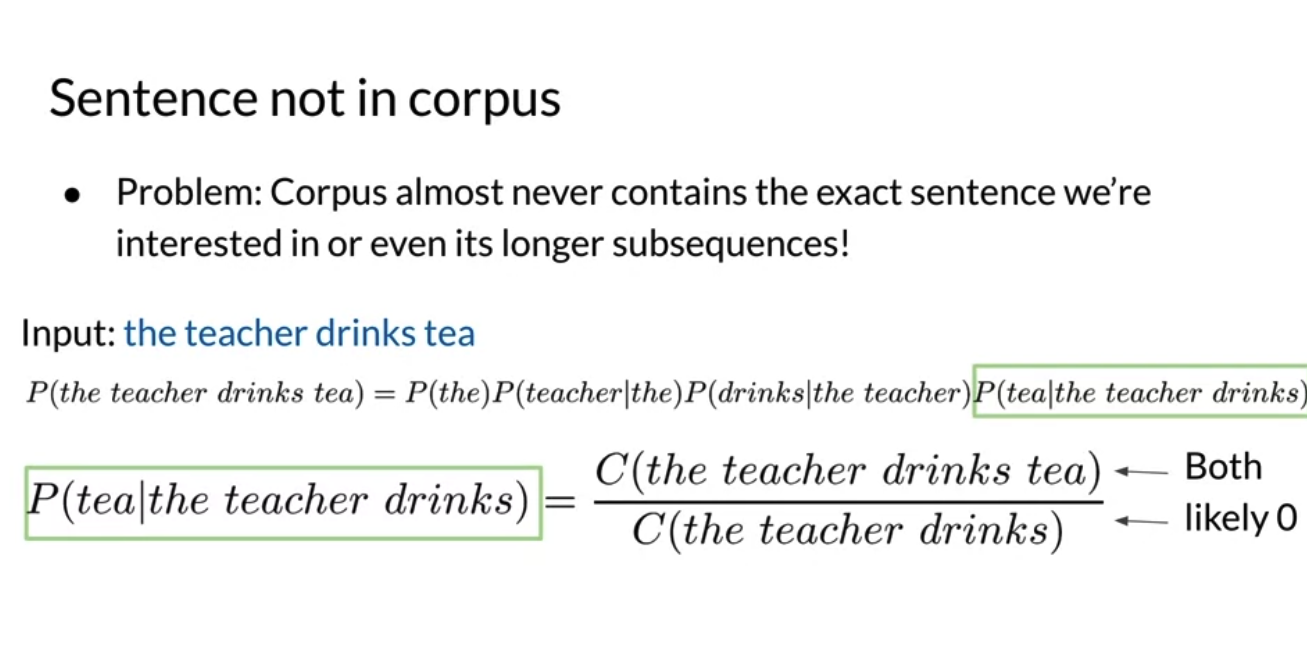 Sentence not in corpus
● Problem: Corpus almost never contains the exact sentence we're
interested in or even its longer subsequences!
Input: the teacher drinks tea
P(the teacher drinks tea) = P(the)P(teacher|the)P(drinks|the teacher)P(tea|the teacher drinks)
P(tea|the teacher drinks) = C(the teacher drinks tea) ← Both
C(the teacher drinks) ← likely 0